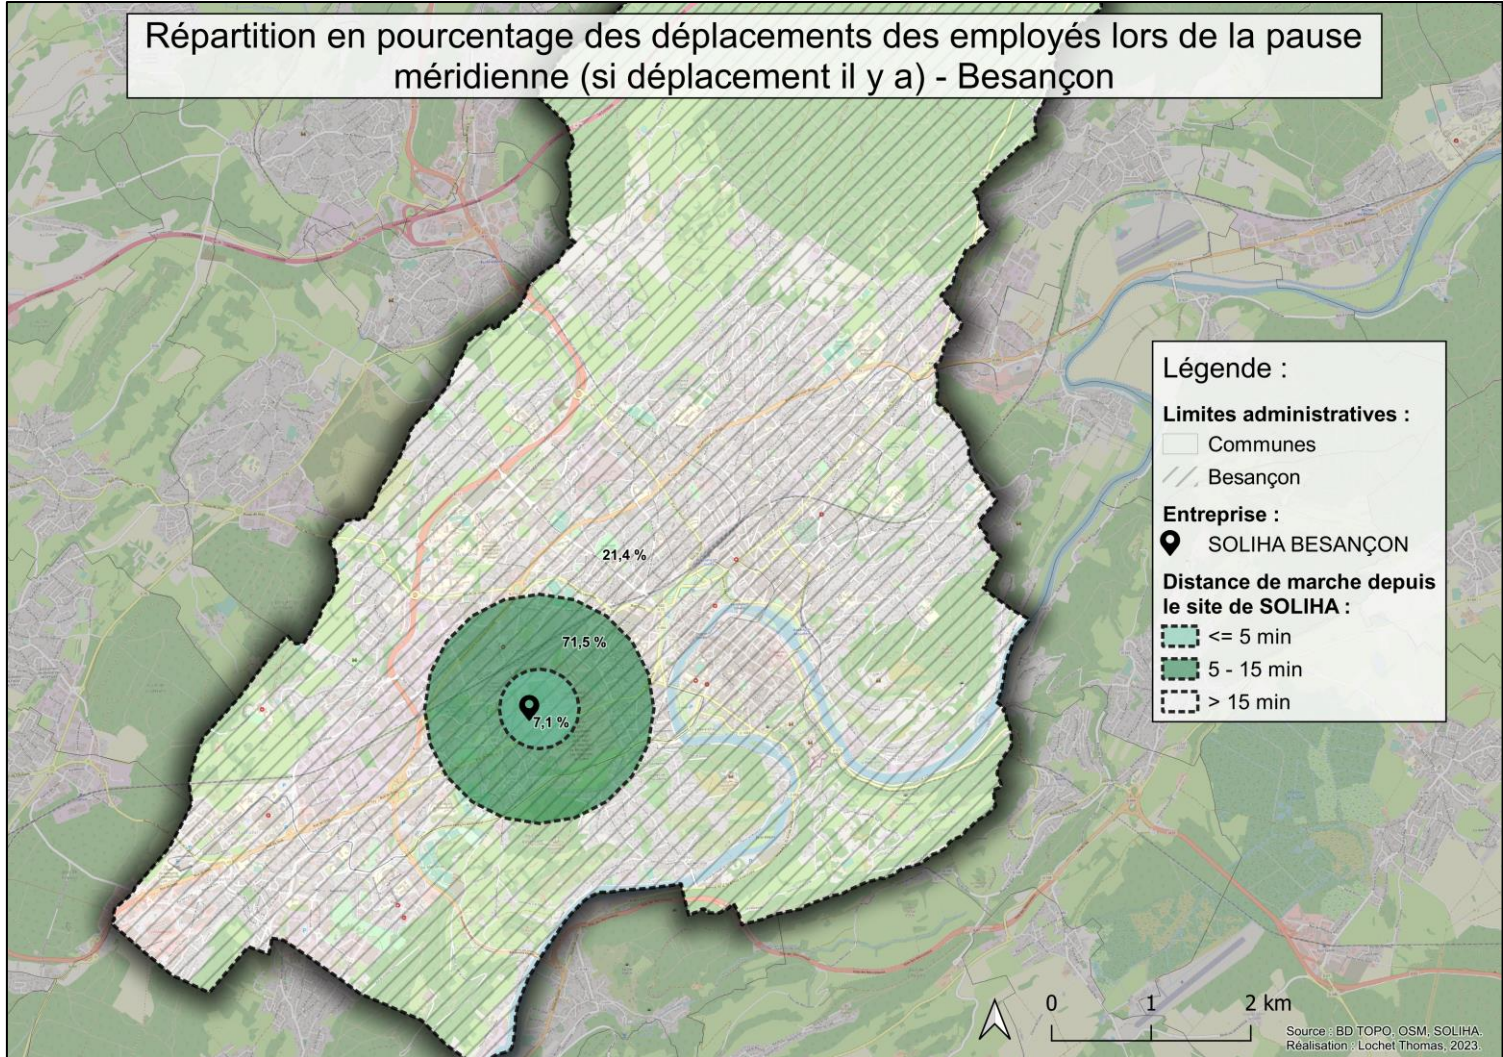 Répartition en pourcentage des déplacements des employés lors de la pause
méridienne (si déplacement il y a) - Besançon
Légende :
Limites administratives :
Communes
Besançon
Entreprise :
SOLIHA BESANÇON
Distance de marche depuis
le site de SOLIHA :
<= 5 min
5 - 15 min
> 15 min
21,4 %
71,5 %
7,1 %
0 1 2 km
Source : BD TOPO, OSM, SOLIHA.
Réalisation : Lochet Thomas, 2023.